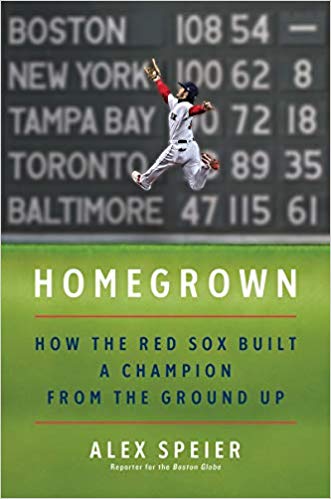 BOSTON 108 54 —
NEW YORK 100 62 8
TAMPA BAY 72 18
TORONTO 89 35
BALTIMORE 47 115 61
HOMEGROWN
HOW THE RED SOX BUILT
A CHAMPION
FROM THE GROUND UP
ALEX SPEIER
Reporter for the Boston Globe